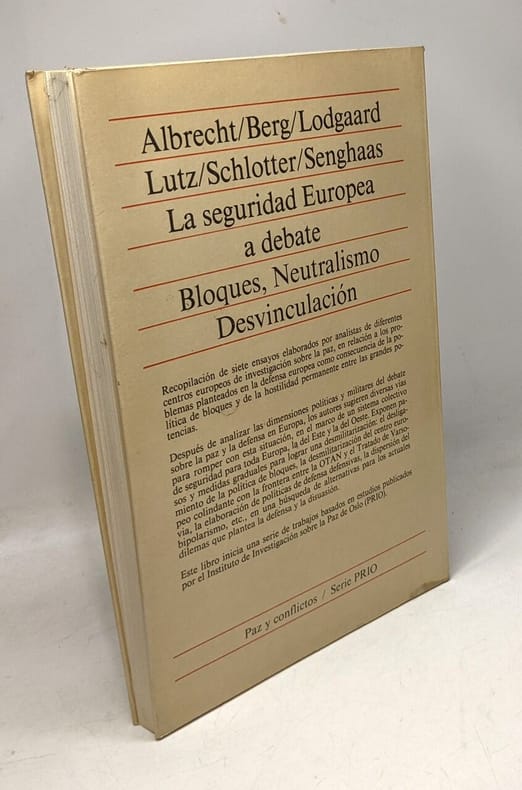 Albrecht/Berg/Lodgaard
Lutz/Schlotter/Senghaas
La seguridad Europea
a debate
Bloques, Neutralismo
Desvinculación
Recopilación de siete ensayos elaborados por analistas de diferentes
centros europeos de investigación sobre la paz, en relación a los pro-
blemas planteados en la defensa europea como consecuencia de la po-
lítica de bloques y de la hostilidad permanente entre las grandes po-
tencias.
Después de analizar las dimensiones políticas y militares del debate
sobre la paz y la defensa en Europa, los autores sugieren diversas vías
para romper con esta situación, en el marco de un sistema colectivo
de seguridad para toda Europa, la del Este y la del Oeste. Exponen pa-
sos y medidas graduales para lograr una desmilitarización: el desliga-
miento de la política de bloques, la desmilitarización del centro euro-
peo colindante con la frontera entre la OTAN y el Tratado de Varso-
via, la elaboración de políticas de defensa defensivas, la dispersión del
bipolarismo, etc., en una búsqueda de alternativas para los actuales
dilemas que plantea la defensa y la disuasión.
Este libro inicia una serie de trabajos basados en estudios publicados
por el Instituto de Investigación sobre la Paz de Oslo (PRIO).
Paz y conflictos / Serie PRIO